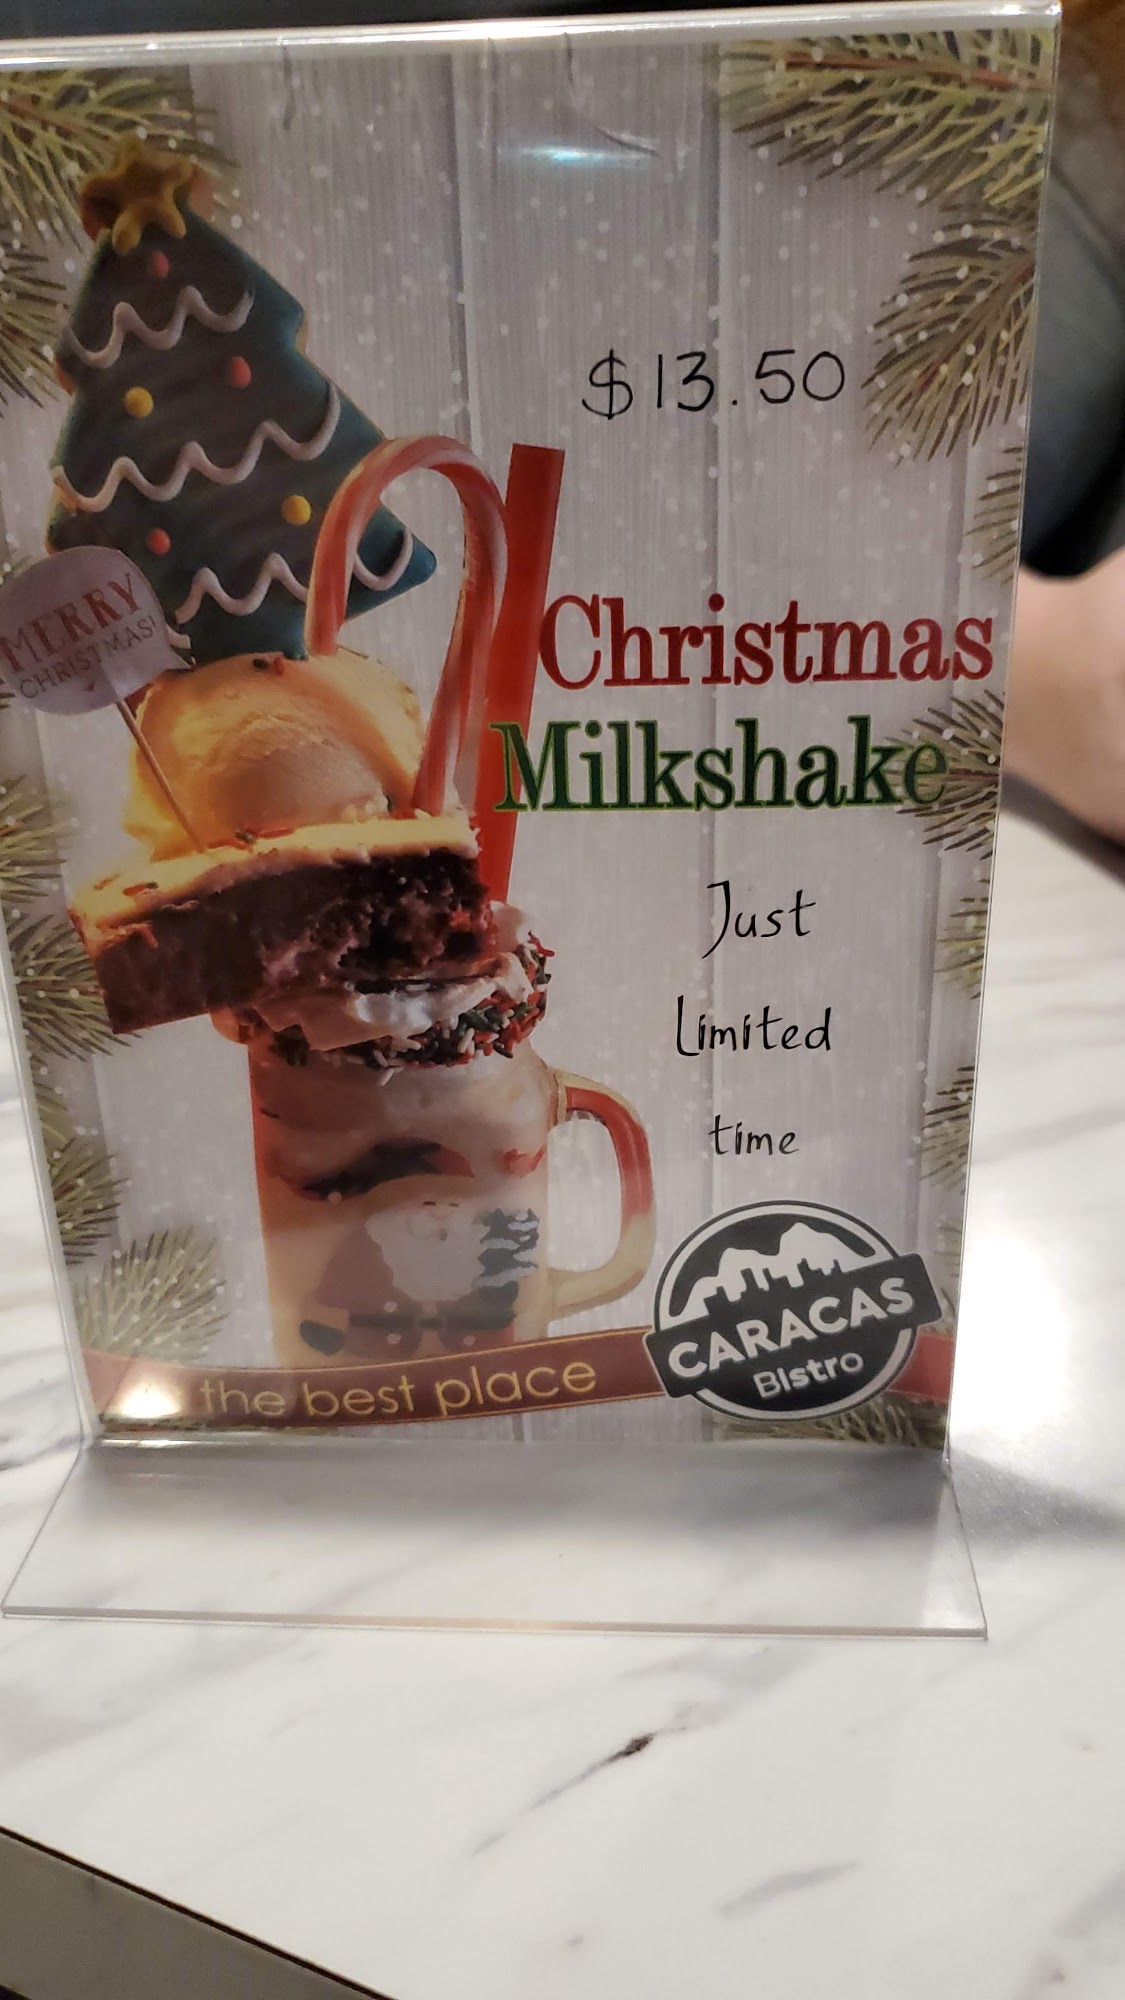 $13.50
MERRY
CHRISTMAS!
Christmas
Milkshake
Just
Limited
time
the best place
CARACAS
Bistro